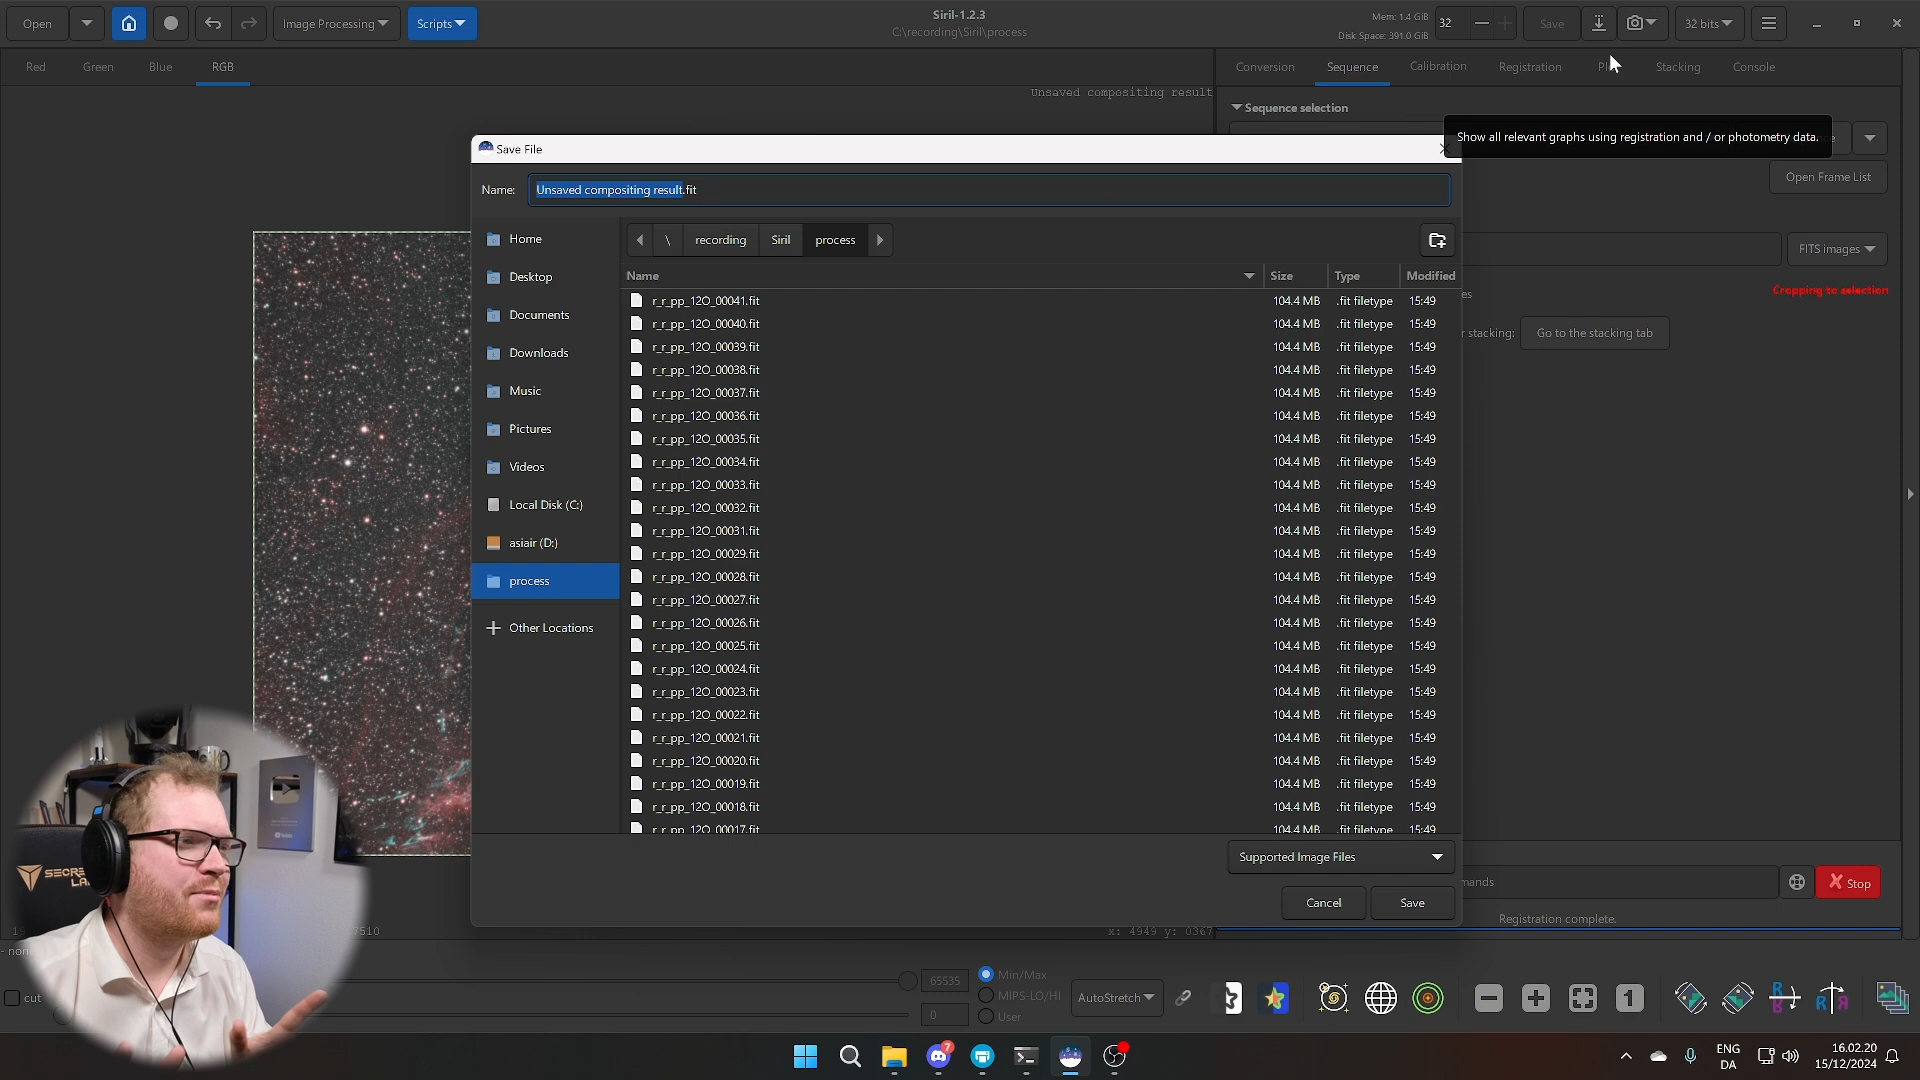 Open
Image Processing
Scripts
Siril-1.2.3
C:\recording\Siril\process
Mem: 1.4 GiB
Disk Space: 391.0 GiB
32
Save
32 bits
Red
Green
Blue
RGB
Conversion
Sequence
Calibration
Registration
Stacking
Console
Unsaved compositing result
Sequence selection
Show all relevant graphs using registration and / or photometry data.
Open Frame List
FITS images
Cropping to selection
stacking:
Go to the stacking tab
Save File
Name:
Unsaved compositing result.fit
Home
Desktop
Documents
Downloads
Music
Pictures
Videos
Local Disk (C:)
asiair (D:)
process
Other Locations
\ recording Siril process
Name Size Type Modified
r_r_pp_12O_00041.fit 104.4 MB .fit filetype 15:49
r_r_pp_12O_00040.fit 104.4 MB .fit filetype 15:49
r_r_pp_12O_00039.fit 104.4 MB .fit filetype 15:49
r_r_pp_12O_00038.fit 104.4 MB .fit filetype 15:49
r_r_pp_12O_00037.fit 104.4 MB .fit filetype 15:49
r_r_pp_12O_00036.fit 104.4 MB .fit filetype 15:49
r_r_pp_12O_00035.fit 104.4 MB .fit filetype 15:49
r_r_pp_12O_00034.fit 104.4 MB .fit filetype 15:49
r_r_pp_12O_00033.fit 104.4 MB .fit filetype 15:49
r_r_pp_12O_00032.fit 104.4 MB .fit filetype 15:49
r_r_pp_12O_00031.fit 104.4 MB .fit filetype 15:49
r_r_pp_12O_00029.fit 104.4 MB .fit filetype 15:49
r_r_pp_12O_00028.fit 104.4 MB .fit filetype 15:49
r_r_pp_12O_00027.fit 104.4 MB .fit filetype 15:49
r_r_pp_12O_00026.fit 104.4 MB .fit filetype 15:49
r_r_pp_12O_00025.fit 104.4 MB .fit filetype 15:49
r_r_pp_12O_00024.fit 104.4 MB .fit filetype 15:49
r_r_pp_12O_00023.fit 104.4 MB .fit filetype 15:49
r_r_pp_12O_00022.fit 104.4 MB .fit filetype 15:49
r_r_pp_12O_00021.fit 104.4 MB .fit filetype 15:49
r_r_pp_12O_00020.fit 104.4 MB .fit filetype 15:49
r_r_pp_12O_00019.fit 104.4 MB .fit filetype 15:49
r_r_pp_12O_00018.fit 104.4 MB .fit filetype 15:49
r_r_pp_12O_00017.fit 104.4 MB .fit filetype 15:49
Supported Image Files
Cancel
Save
Stop
Registration complete.
x: 4949 y: 0367
cut
65535
0
Min/Max
MIPS-LO/HI
User
AutoStretch
1
7
ENG
DA
16.02.20
15/12/2024